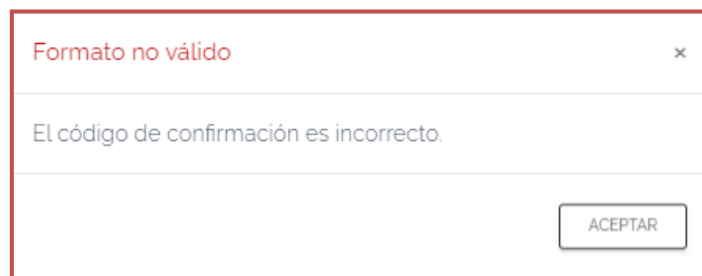 Formato no válido ×
El código de confirmación es incorrecto.
ACEPTAR